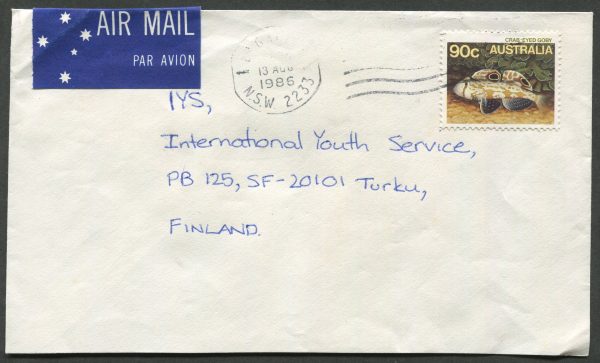 AIR MAIL
PAR AVION
13 AUG
1986
NSW 2233
CRAB-EYED GOBY
90c AUSTRALIA
IYS,
International Youth Service,
PB 125, SF-20101 Turku,
FINLAND.